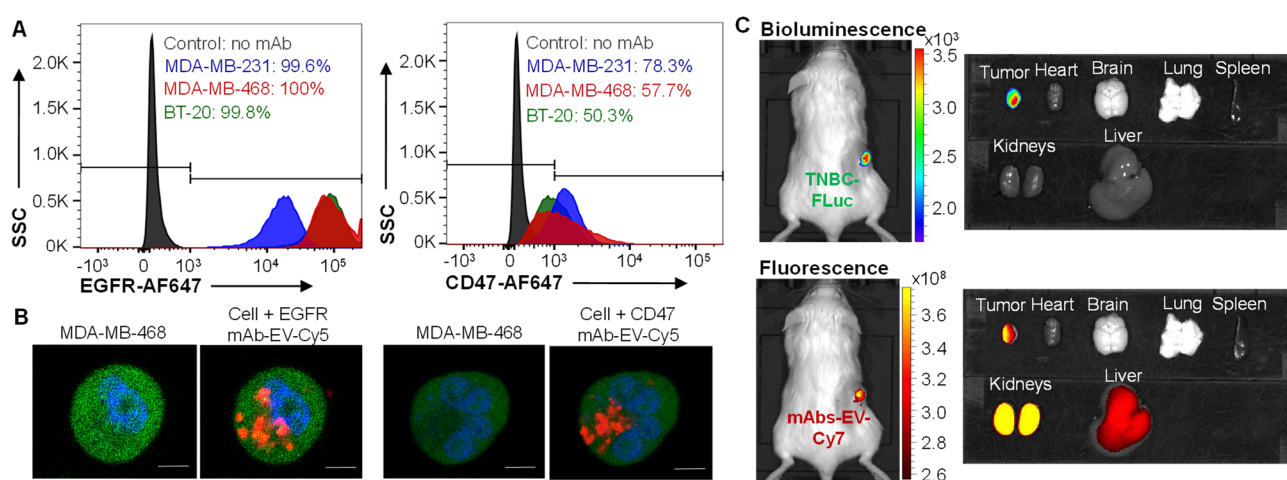 A
SSC
2.0K
1.5K
1.0K
0.5K
0K
Control: no mAb
MDA-MB-231: 99.6%
MDA-MB-468: 100%
BT-20: 99.8%
-10³ 0 10³ 10⁴ 10⁵
EGFR-AF647
SSC
2.0K
1.5K
1.0K
0.5K
0K
Control: no mAb
MDA-MB-231: 78.3%
MDA-MB-468: 57.7%
BT-20: 50.3%
-10³ 0 10³ 10⁴ 10⁵
CD47-AF647
B
MDA-MB-468
Cell + EGFR
mAb-EV-Cy5
MDA-MB-468
Cell + CD47
mAb-EV-Cy5
C
Bioluminescence
TNBC-
FLuc
x10³
3.5
3.0
2.5
2.0
Tumor Heart Brain Lung Spleen
Kidneys Liver
Fluorescence
mAbs-EV-
Cy7
x10⁸
3.6
3.4
3.2
3.0
2.8
2.6
Tumor Heart Brain Lung Spleen
Kidneys Liver